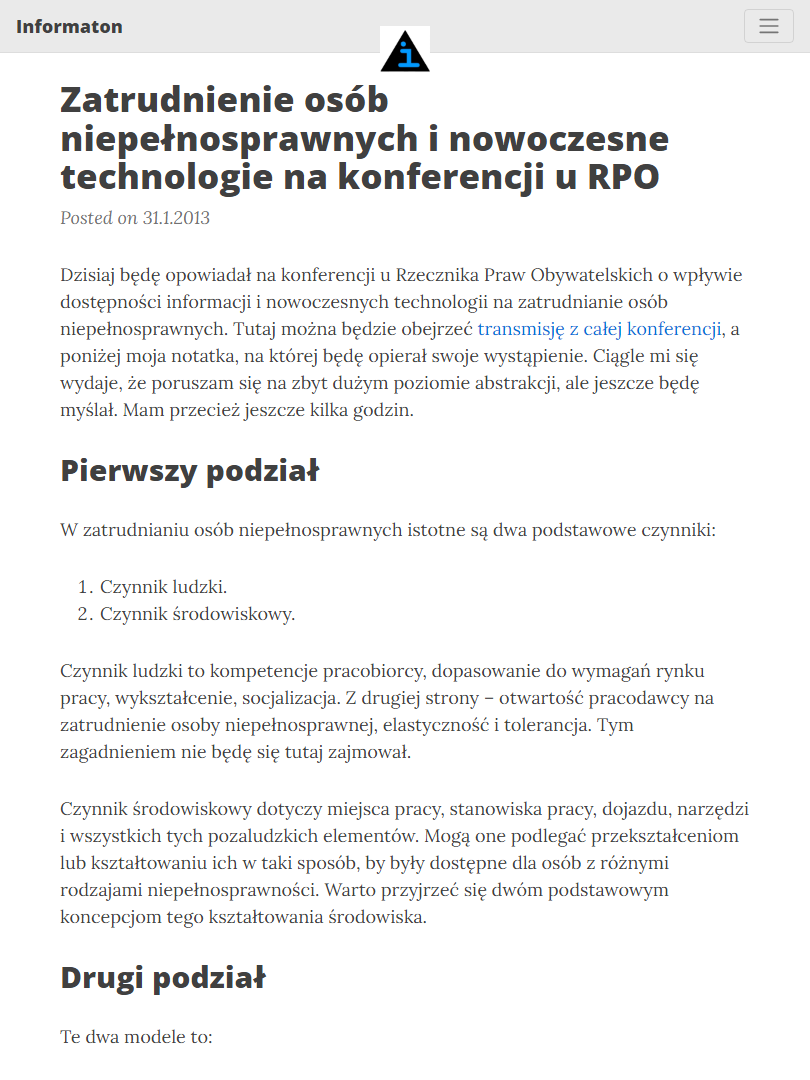 Informaton
i
Zatrudnienie osób
niepełnosprawnych i nowoczesne
technologie na konferencji u RPO
Posted on 31.1.2013
Dzisiaj będę opowiadał na konferencji u Rzecznika Praw Obywatelskich o wpływie
dostępności informacji i nowoczesnych technologii na zatrudnianie osób
niepełnosprawnych. Tutaj można będzie obejrzeć transmisję z całej konferencji, a
poniżej moja notatka, na której będę opierał swoje wystąpienie. Ciągle mi się
wydaje, że poruszam się na zbyt dużym poziomie abstrakcji, ale jeszcze będę
myślał. Mam przecież jeszcze kilka godzin.
Pierwszy podział
W zatrudnianiu osób niepełnosprawnych istotne są dwa podstawowe czynniki:
1. Czynnik ludzki.
2. Czynnik środowiskowy.
Czynnik ludzki to kompetencje pracobiorcy, dopasowanie do wymagań rynku
pracy, wykształcenie, socjalizacja. Z drugiej strony – otwartość pracodawcy na
zatrudnienie osoby niepełnosprawnej, elastyczność i tolerancja. Tym
zagadnieniem nie będę się tutaj zajmował.
Czynnik środowiskowy dotyczy miejsca pracy, stanowiska pracy, dojazdu, narzędzi
i wszystkich tych pozaludzkich elementów. Mogą one podlegać przekształceniom
lub kształtowaniu ich w taki sposób, by były dostępne dla osób z różnymi
rodzajami niepełnosprawności. Warto przyjrzeć się dwóm podstawowym
koncepcjom tego kształtowania środowiska.
Drugi podział
Te dwa modele to: